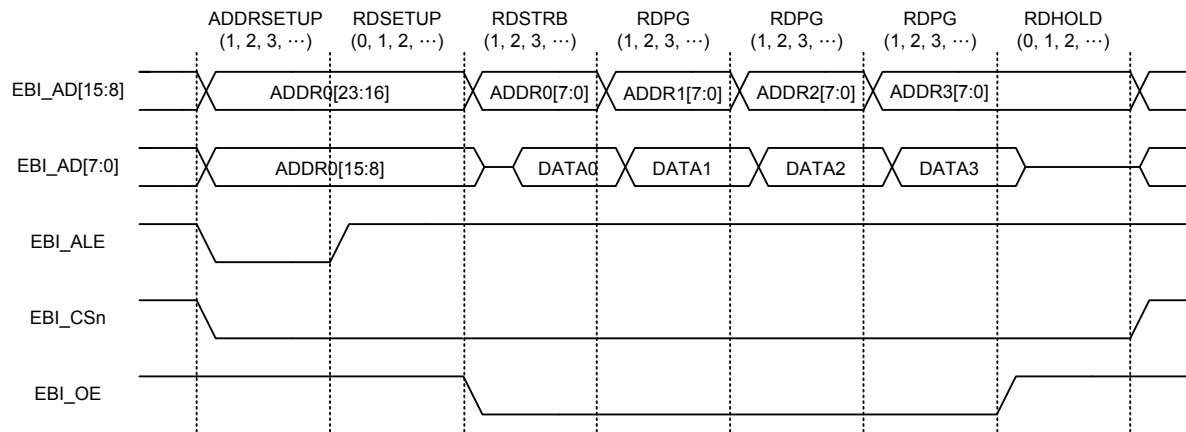 ADDRSETUP RDSETUP RDSTRB RDPG RDPG RDPG RDHOLD
(1, 2, 3, ⋯) (0, 1, 2, ⋯) (1, 2, 3, ⋯) (1, 2, 3, ⋯) (1, 2, 3, ⋯) (1, 2, 3, ⋯) (0, 1, 2, ⋯)
EBI_AD[15:8] ADDR0[23:16] ADDR0[7:0] ADDR1[7:0] ADDR2[7:0] ADDR3[7:0]
EBI_AD[7:0] ADDR0[15:8] DATA0 DATA1 DATA2 DATA3
EBI_ALE
EBI_CSn
EBI_OE